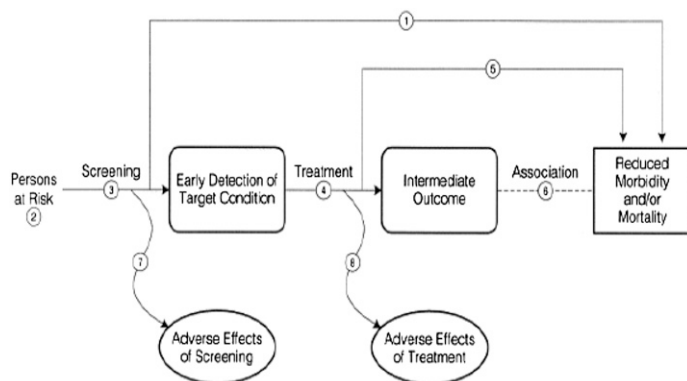 1
5
Screening
3
Persons
at Risk
2
Early Detection of
Target Condition
Treatment
4
Intermediate
Outcome
Association
6
Reduced
Morbidity
and/or
Mortality
7
8
Adverse Effects
of Screening
Adverse Effects
of Treatment